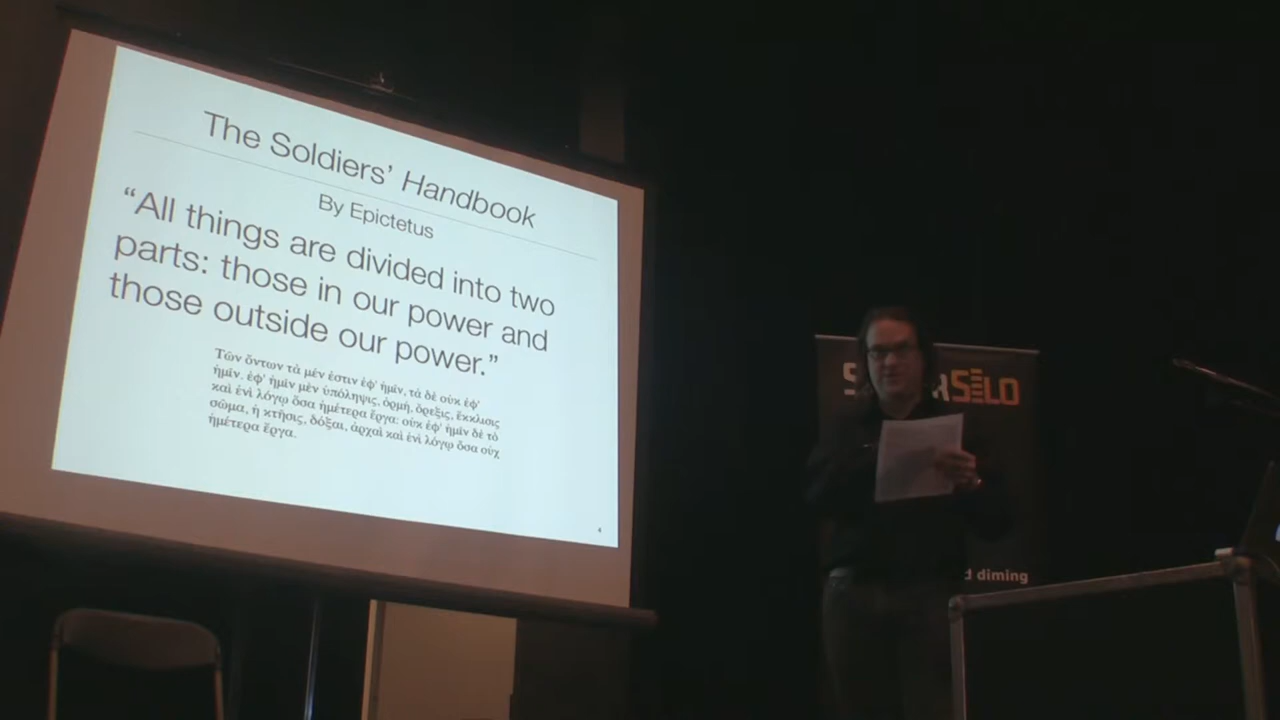 The Soldiers’ Handbook
By Epictetus
“All things are divided into two
parts: those in our power and
those outside our power.”
Τῶν ὄντων τὰ μέν ἐστιν ἐφ' ἡμῖν, τὰ δὲ οὐκ ἐφ'
ἡμῖν. ἐφ' ἡμῖν μὲν ὑπόληψις, ὁρμή, ὄρεξις, ἔκκλισις
καὶ ἑνὶ λόγῳ ὅσα ἡμέτερα ἔργα· οὐκ ἐφ' ἡμῖν δὲ τὸ
σῶμα, ἡ κτῆσις, δόξαι, ἀρχαὶ καὶ ἑνὶ λόγῳ ὅσα οὐχ
ἡμέτερα ἔργα.
4
SELO
diming